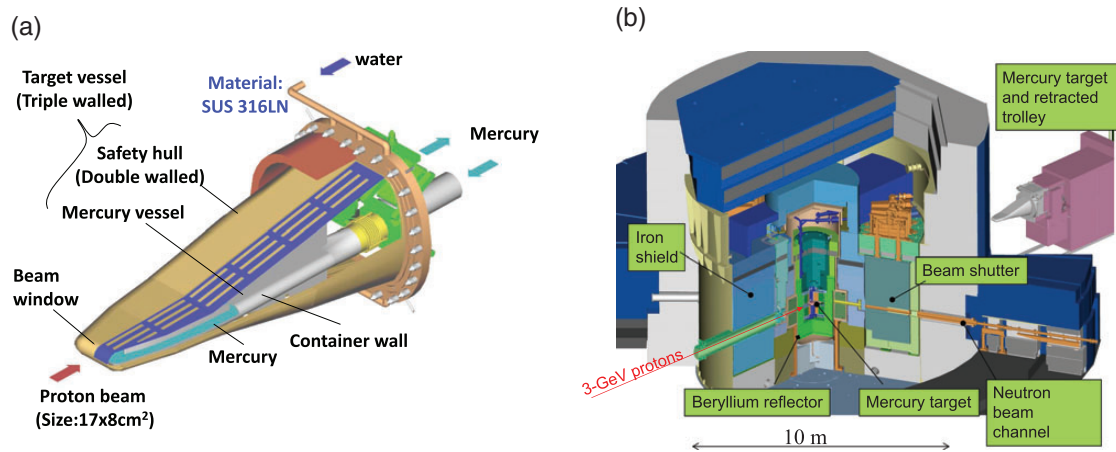 (a)
water
Material:
SUS 316LN
Target vessel
(Triple walled)
Mercury
Safety hull
(Double walled)
Mercury vessel
Beam
window
Container wall
Mercury
Proton beam
(Size:17x8cm²)
(b)
Mercury target
and retracted
trolley
Iron
shield
Beam shutter
3-GeV protons
Beryllium reflector
Mercury target
Neutron
beam
channel
10 m